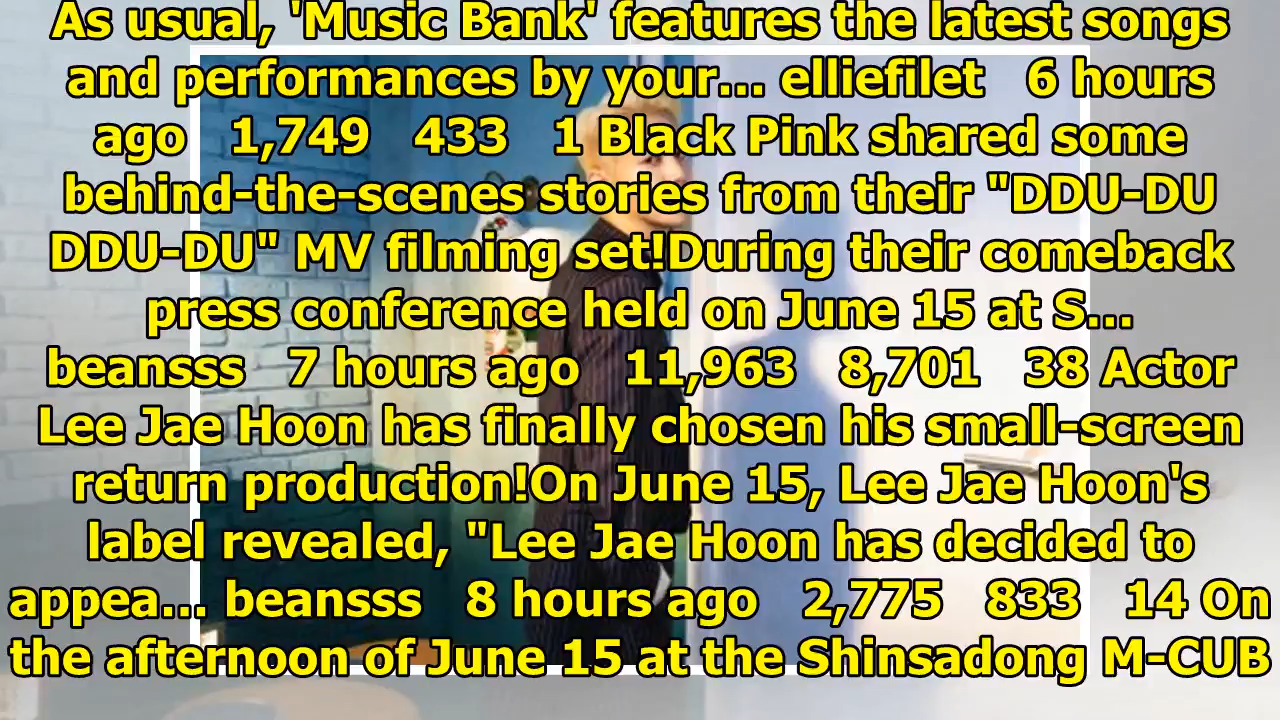 As usual, 'Music Bank' features the latest songs
and performances by your... elliefilet 6 hours
ago 1,749 433 1 Black Pink shared some
behind-the-scenes stories from their "DDU-DU
DDU-DU" MV filming set!During their comeback
press conference held on June 15 at S...
beansss 7 hours ago 11,963 8,701 38 Actor
Lee Jae Hoon has finally chosen his small-screen
return production!On June 15, Lee Jae Hoon's
label revealed, "Lee Jae Hoon has decided to
appea... beansss 8 hours ago 2,775 833 14 On
the afternoon of June 15 at the Shinsadong M-CUB